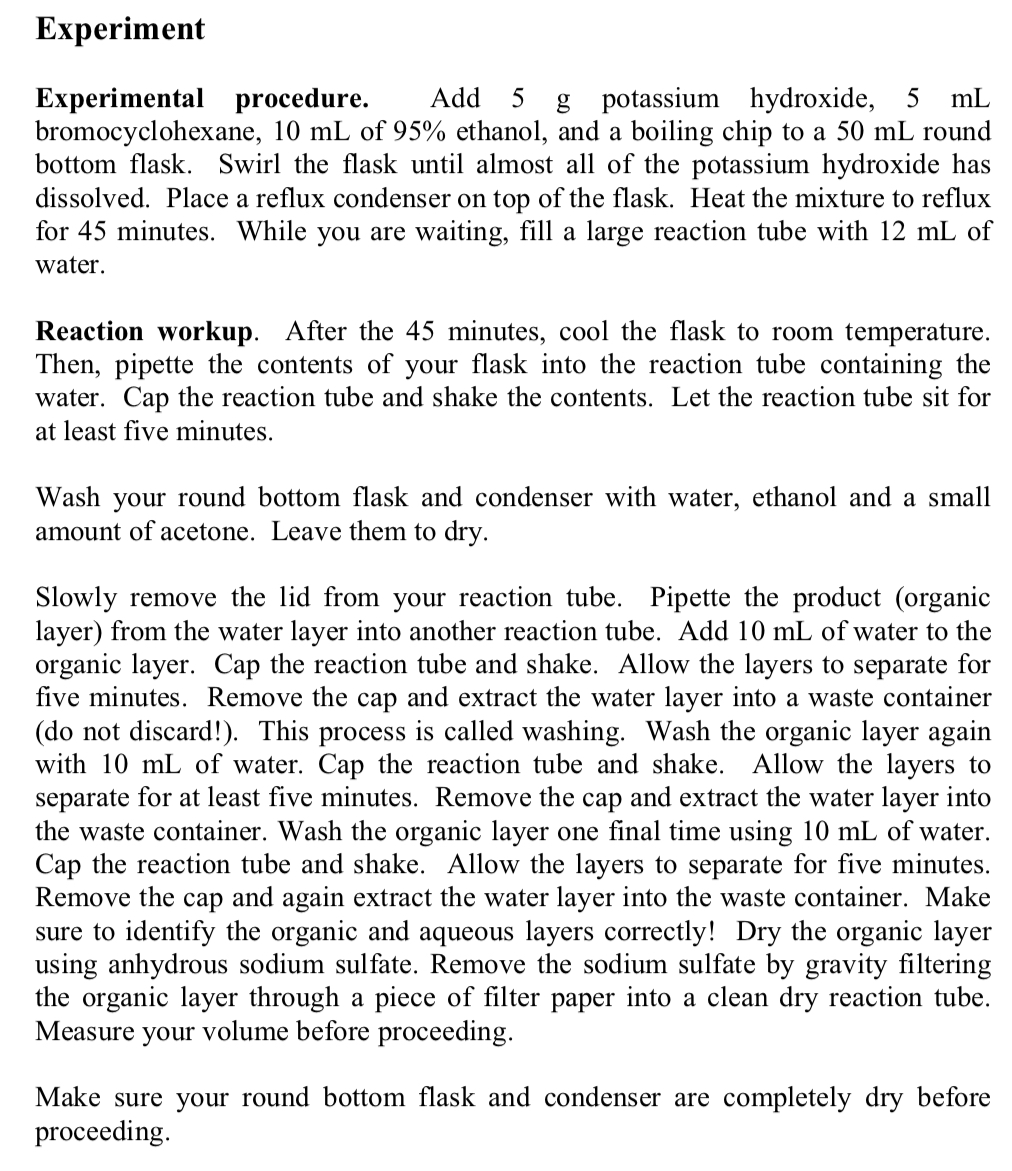 Experiment
Experimental procedure. Add 5 g potassium hydroxide, 5 mL
bromocyclohexane, 10 mL of 95% ethanol, and a boiling chip to a 50 mL round
bottom flask. Swirl the flask until almost all of the potassium hydroxide has
dissolved. Place a reflux condenser on top of the flask. Heat the mixture to reflux
for 45 minutes. While you are waiting, fill a large reaction tube with 12 mL of
water.
Reaction workup. After the 45 minutes, cool the flask to room temperature.
Then, pipette the contents of your flask into the reaction tube containing the
water. Cap the reaction tube and shake the contents. Let the reaction tube sit for
at least five minutes.
Wash your round bottom flask and condenser with water, ethanol and a small
amount of acetone. Leave them to dry.
Slowly remove the lid from your reaction tube. Pipette the product (organic
layer) from the water layer into another reaction tube. Add 10 mL of water to the
organic layer. Cap the reaction tube and shake. Allow the layers to separate for
five minutes. Remove the cap and extract the water layer into a waste container
(do not discard!). This process is called washing. Wash the organic layer again
with 10 mL of water. Cap the reaction tube and shake. Allow the layers to
separate for at least five minutes. Remove the cap and extract the water layer into
the waste container. Wash the organic layer one final time using 10 mL of water.
Cap the reaction tube and shake. Allow the layers to separate for five minutes.
Remove the cap and again extract the water layer into the waste container. Make
sure to identify the organic and aqueous layers correctly! Dry the organic layer
using anhydrous sodium sulfate. Remove the sodium sulfate by gravity filtering
the organic layer through a piece of filter paper into a clean dry reaction tube.
Measure your volume before proceeding.
Make sure your round bottom flask and condenser are completely dry before
proceeding.